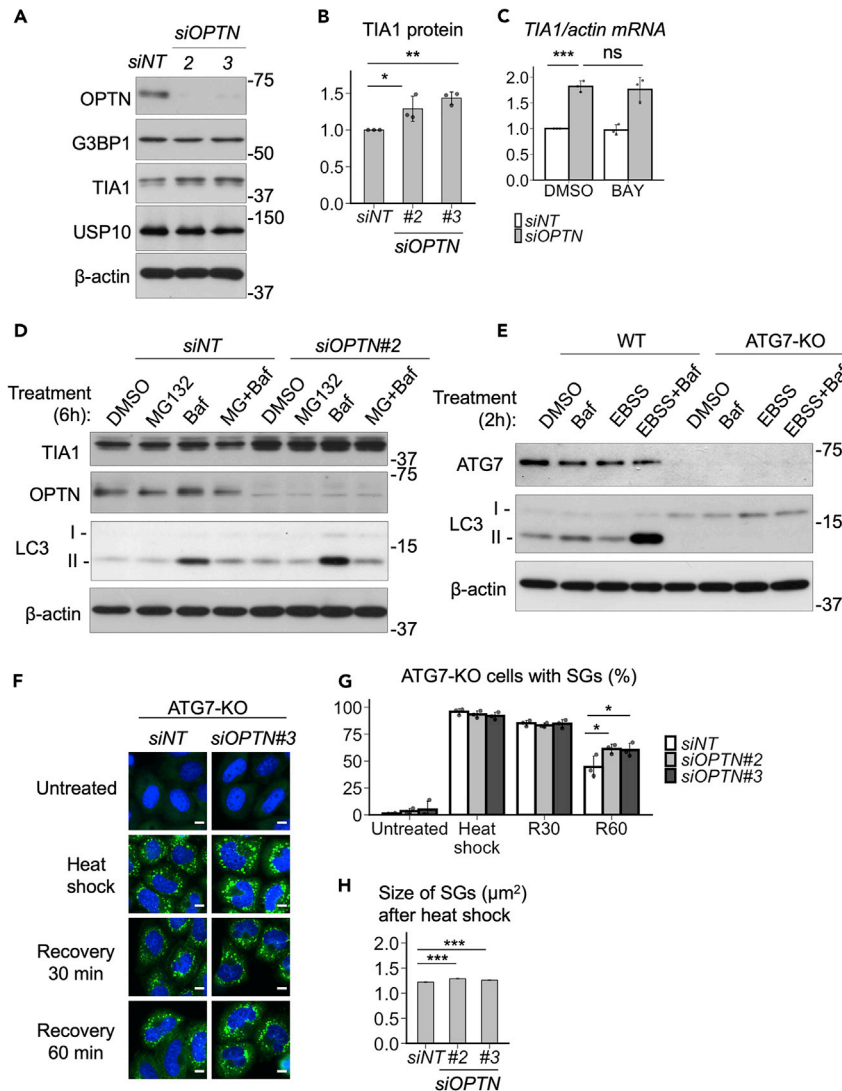 A
siOPTN
siNT 2 3
OPTN
-75
G3BP1
-50
TIA1
-37
USP10
-150
β-actin
-37
B
TIA1 protein
**
*
1.5
1.0
0.5
0.0
siNT #2 #3
siOPTN
C
TIA1/actin mRNA
*** ns
2.0
1.5
1.0
0.5
0.0
DMSO BAY
siNT
siOPTN
D
siNT siOPTN#2
Treatment
(6h):
DMSO MG132 Baf MG+Baf DMSO MG132 Baf MG+Baf
TIA1
-37
OPTN
-75
LC3
I -
II -
-15
β-actin
-37
E
WT ATG7-KO
Treatment
(2h):
DMSO Baf EBSS EBSS+Baf DMSO Baf EBSS EBSS+Baf
ATG7
-75
LC3
I -
II -
-15
β-actin
-37
F
ATG7-KO
siNT siOPTN#3
Untreated
Heat
shock
Recovery
30 min
Recovery
60 min
G
ATG7-KO cells with SGs (%)
100
75
50
25
0
*
*
Untreated Heat shock R30 R60
siNT
siOPTN#2
siOPTN#3
H
Size of SGs (μm²)
after heat shock
2.0
1.5
1.0
0.5
0.0
***
***
siNT #2 #3
siOPTN